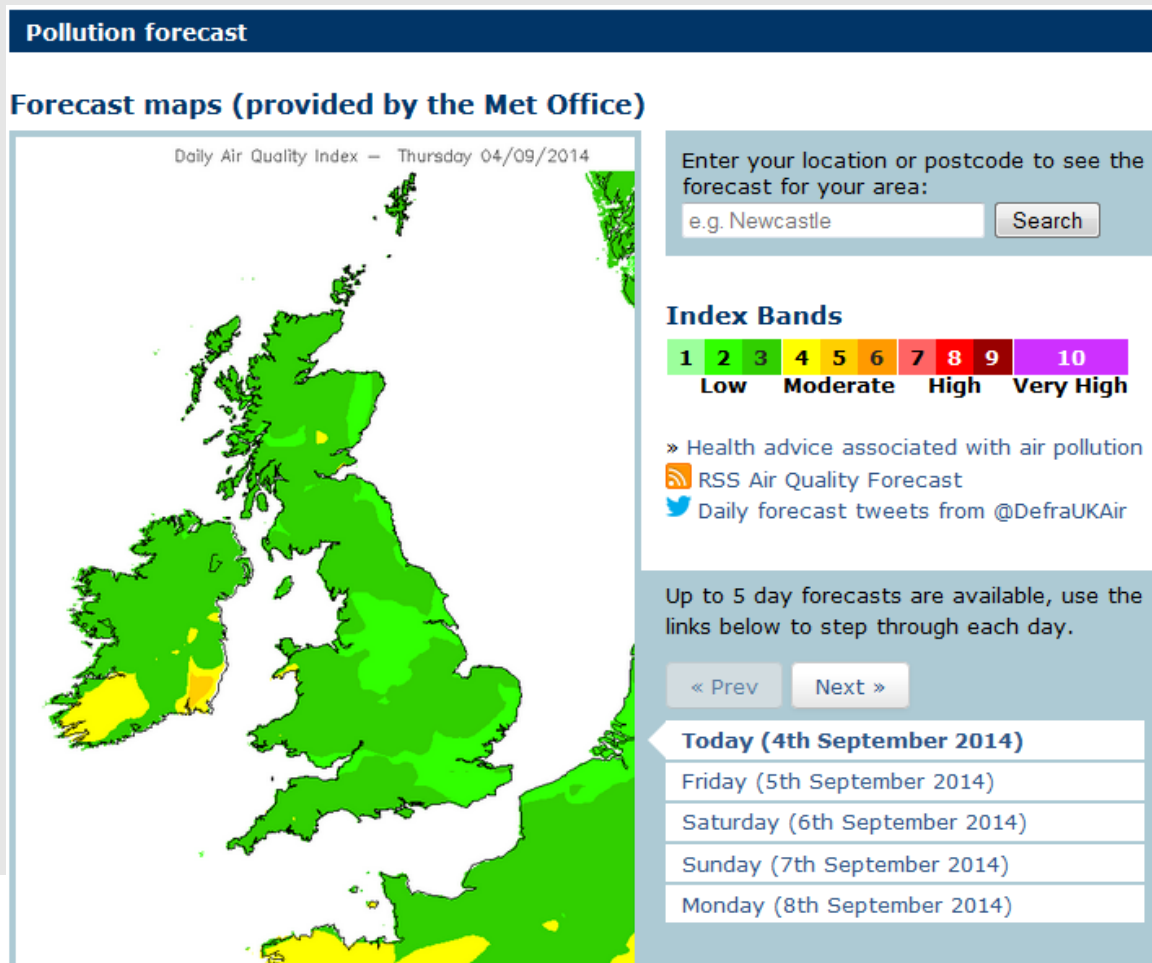 Pollution forecast
Forecast maps (provided by the Met Office)
Daily Air Quality Index – Thursday 04/09/2014
Enter your location or postcode to see the
forecast for your area:
e.g. Newcastle
Search
Index Bands
1 2 3 4 5 6 7 8 9 10
Low Moderate High Very High
» Health advice associated with air pollution
RSS Air Quality Forecast
Daily forecast tweets from @DefraUKAir
Up to 5 day forecasts are available, use the
links below to step through each day.
« Prev
Next »
Today (4th September 2014)
Friday (5th September 2014)
Saturday (6th September 2014)
Sunday (7th September 2014)
Monday (8th September 2014)